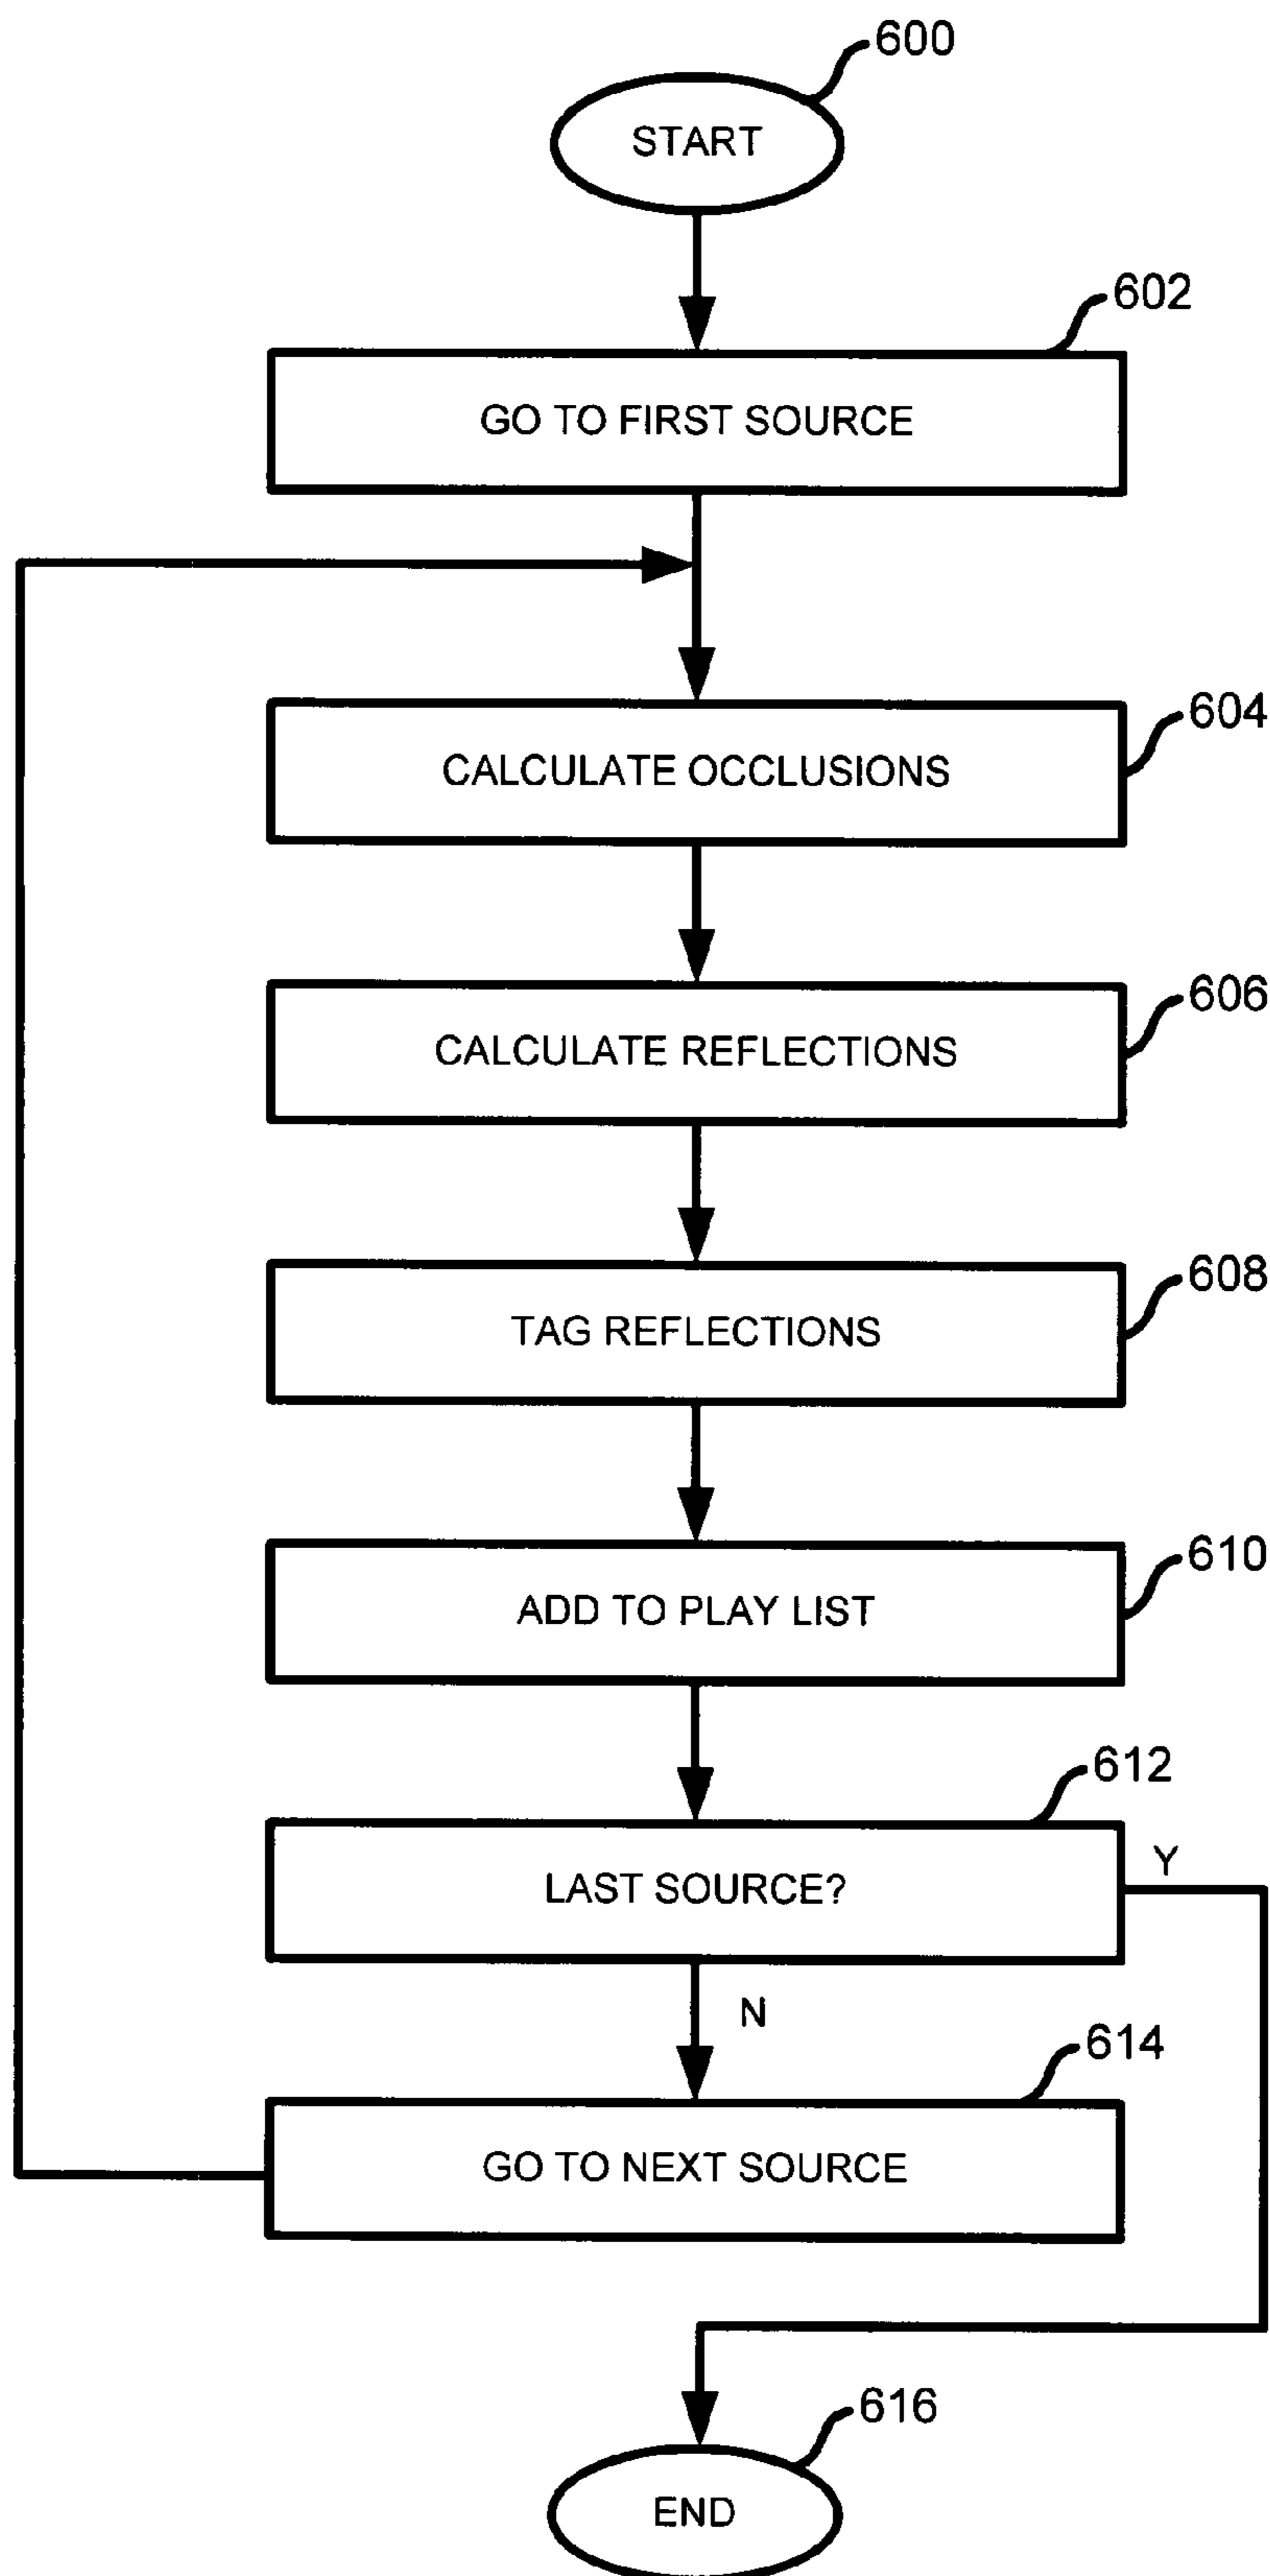 600
START
602
GO TO FIRST SOURCE
604
CALCULATE OCCLUSIONS
606
CALCULATE REFLECTIONS
608
TAG REFLECTIONS
610
ADD TO PLAY LIST
612
LAST SOURCE?
Y
N
614
GO TO NEXT SOURCE
616
END